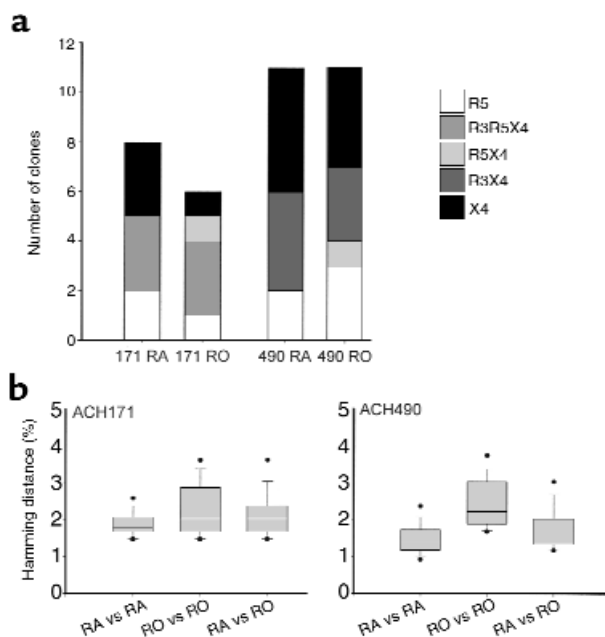 a
12
10
8
6
4
2
0
Number of clones
171 RA 171 RO 490 RA 490 RO
R5
R3R5X4
R5X4
R3X4
X4
b
ACH171
5
4
3
2
1
0
Hamming distance (%)
RA vs RA
RO vs RO
RA vs RO
ACH490
5
4
3
2
1
0
RA vs RA
RO vs RO
RA vs RO